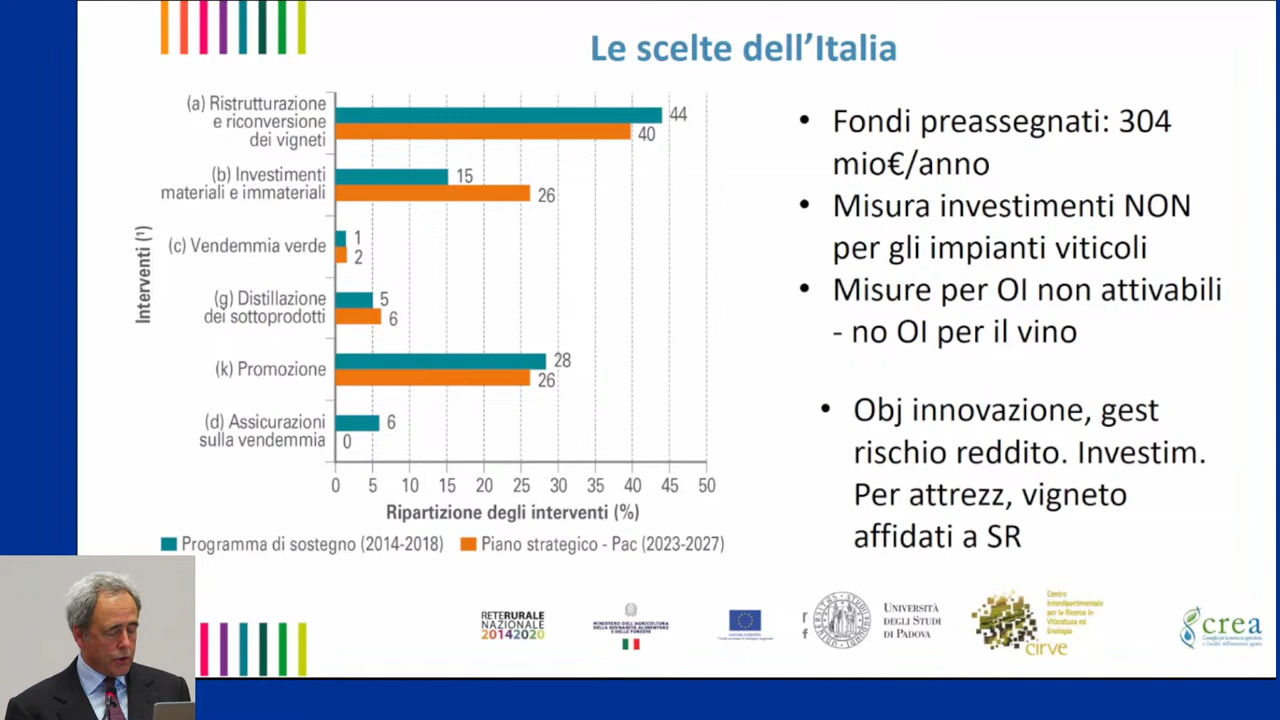 Le scelte dell'Italia
(a) Ristrutturazione
e riconversione
dei vigneti
44
40
(b) Investimenti
materiali e immateriali
15
26
(c) Vendemmia verde
1
2
(g) Distillazione
dei sottoprodotti
5
6
(k) Promozione
28
26
(d) Assicurazioni
sulla vendemmia
6
0
Interventi (¹)
0 5 10 15 20 25 30 35 40 45 50
Ripartizione degli interventi (%)
Programma di sostegno (2014-2018) Piano strategico - Pac (2023-2027)
• Fondi preassegnati: 304
mio€/anno
• Misura investimenti NON
per gli impianti viticoli
• Misure per OI non attivabili
- no OI per il vino
• Obj innovazione, gest
rischio reddito. Investim.
Per attrezz, vigneto
affidati a SR
RETERURALE
NAZIONALE
20142020
MINISTERO DELL'AGRICOLTURA
DELLA SOVRANITÀ ALIMENTARE
E DELLE FORESTE
UNIVERSITÀ
DEGLI STUDI
DI PADOVA
Centro
Interdipartimentale
per la Ricerca in
Viticoltura ed
Enologia
cirve
crea